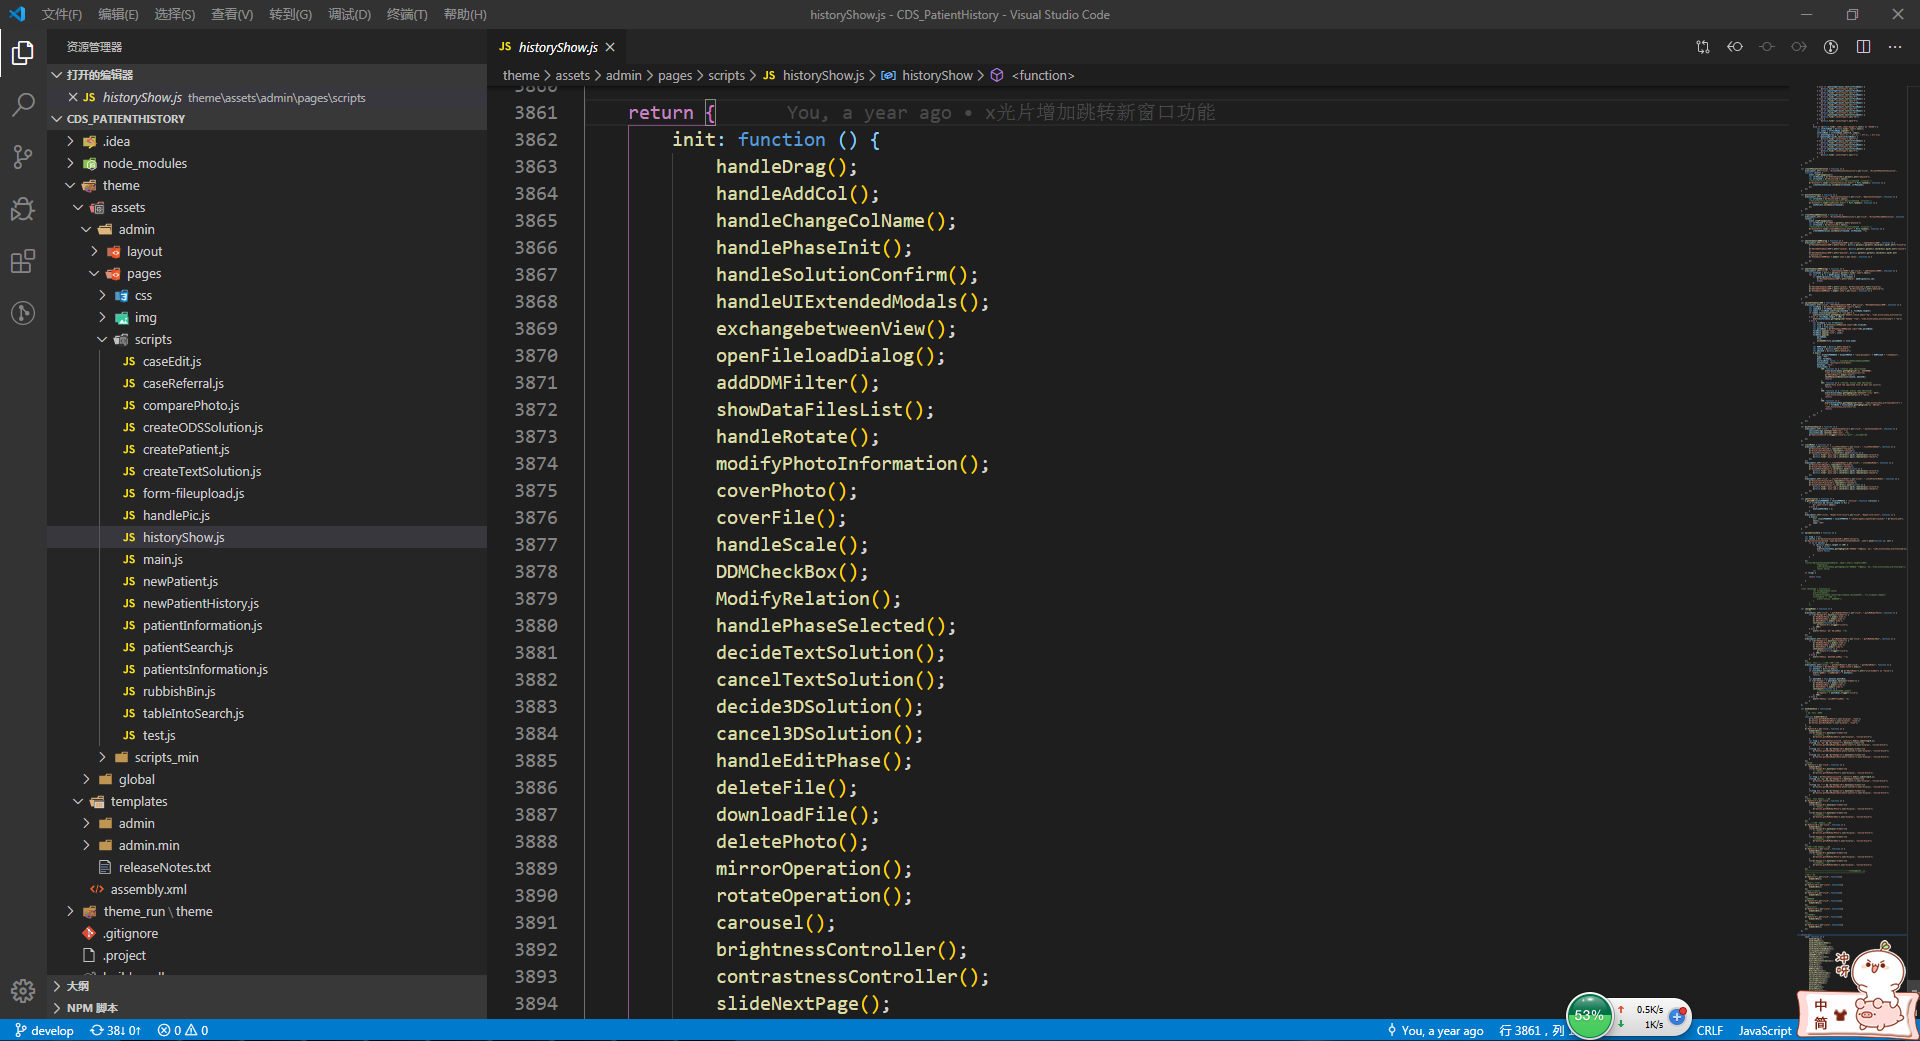 文件(F) 编辑(E) 选择(S) 查看(V) 转到(G) 调试(D) 终端(T) 帮助(H)
historyShow.js - CDS_PatientHistory - Visual Studio Code
资源管理器
打开的编辑器
JS historyShow.js theme\assets\admin\pages\scripts
CDS_PATIENTHISTORY
.idea
node_modules
theme
assets
admin
layout
pages
css
img
scripts
JS caseEdit.js
JS caseReferral.js
JS comparePhoto.js
JS createODSSolution.js
JS createPatient.js
JS createTextSolution.js
JS form-fileupload.js
JS handlePic.js
JS historyShow.js
JS main.js
JS newPatient.js
JS newPatientHistory.js
JS patientInformation.js
JS patientSearch.js
JS patientsInformation.js
JS rubbishBin.js
JS tableIntoSearch.js
JS test.js
scripts_min
global
templates
admin
admin.min
releaseNotes.txt
assembly.xml
theme_run \ theme
.gitignore
.project
大纲
NPM 脚本
JS historyShow.js
theme > assets > admin > pages > scripts > JS historyShow.js > historyShow > <function>
3860
3861 return { You, a year ago • x光片增加跳转新窗口功能
3862 init: function () {
3863 handleDrag();
3864 handleAddCol();
3865 handleChangeColName();
3866 handlePhaseInit();
3867 handleSolutionConfirm();
3868 handleUIExtendedModals();
3869 exchangebetweenView();
3870 openFileloadDialog();
3871 addDDMFilter();
3872 showDataFilesList();
3873 handleRotate();
3874 modifyPhotoInformation();
3875 coverPhoto();
3876 coverFile();
3877 handleScale();
3878 DDMCheckBox();
3879 ModifyRelation();
3880 handlePhaseSelected();
3881 decideTextSolution();
3882 cancelTextSolution();
3883 decide3DSolution();
3884 cancel3DSolution();
3885 handleEditPhase();
3886 deleteFile();
3887 downloadFile();
3888 deletePhoto();
3889 mirrorOperation();
3890 rotateOperation();
3891 carousel();
3892 brightnessController();
3893 contrastnessController();
3894 slideNextPage();
冲呀
中
简
53%
0.5K/s
1K/s
develop 38↓ 0↑ 0 0 You, a year ago 行 3861，列 CRLF JavaScript